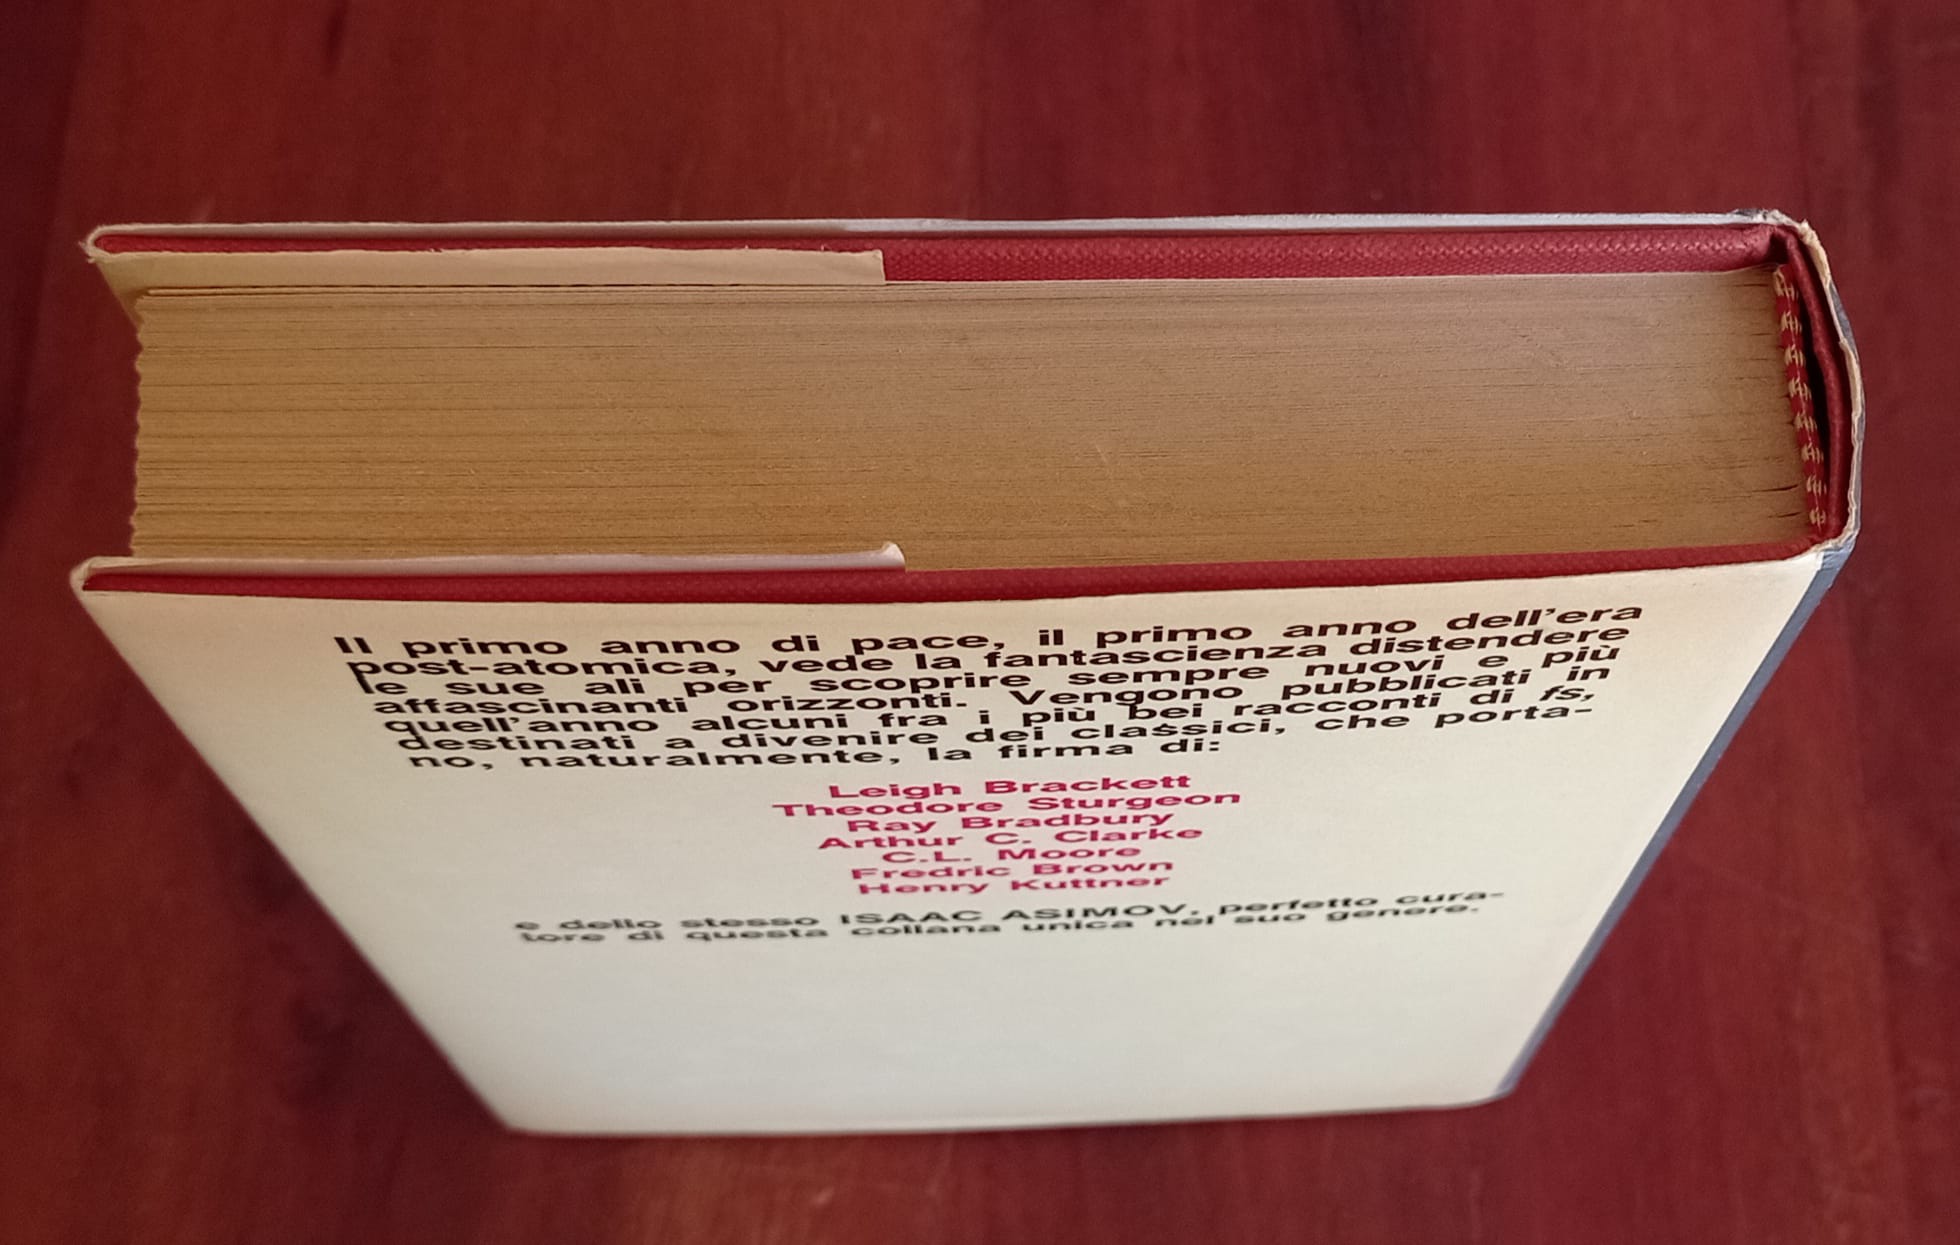 Il primo anno di pace, il primo anno dell'era
post-atomica, vede la fantascienza distendere
le sue ali per scoprire sempre nuovi e più
affascinanti orizzonti. Vengono pubblicati in
quell'anno alcuni fra i più bei racconti di fs,
destinati a divenire dei classici, che porta-
no, naturalmente, la firma di:
Leigh Brackett
Theodore Sturgeon
Ray Bradbury
Arthur C. Clarke
C.L. Moore
Fredric Brown
Henry Kuttner
e dello stesso ISAAC ASIMOV, perfetto cura-
tore di questa collana unica nel suo genere.